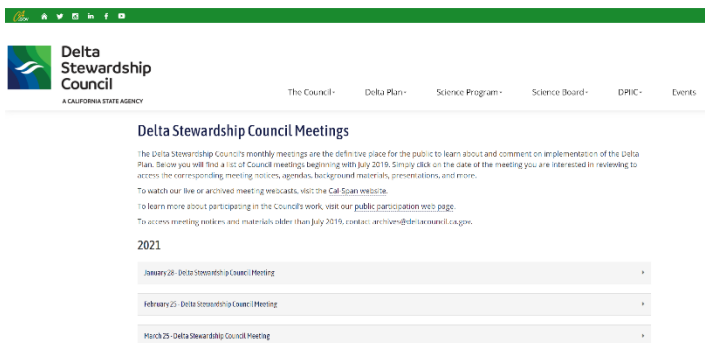 Delta
Stewardship
Council
A CALIFORNIA STATE AGENCY
The Council
Delta Plan
Science Program
Science Board
DPIIC
Events
Delta Stewardship Council Meetings
The Delta Stewardship Council's monthly meetings are the definitive place for the public to learn about and comment on implementation of the Delta
Plan. Below you will find a list of Council meetings beginning with July 2019. Simply click on the date of the meeting you are interested in reviewing to
access the corresponding meeting notices, agendas, background materials, presentations, and more.
To watch our live or archived meeting webcasts, visit the Cal-Span website.
To learn more about participating in the Council's work, visit our public participation web page.
To access meeting notices and materials older than July 2019, contact archives@deltacouncil.ca.gov.
2021
January 28 - Delta Stewardship Council Meeting
February 25 - Delta Stewardship Council Meeting
March 25 - Delta Stewardship Council Meeting